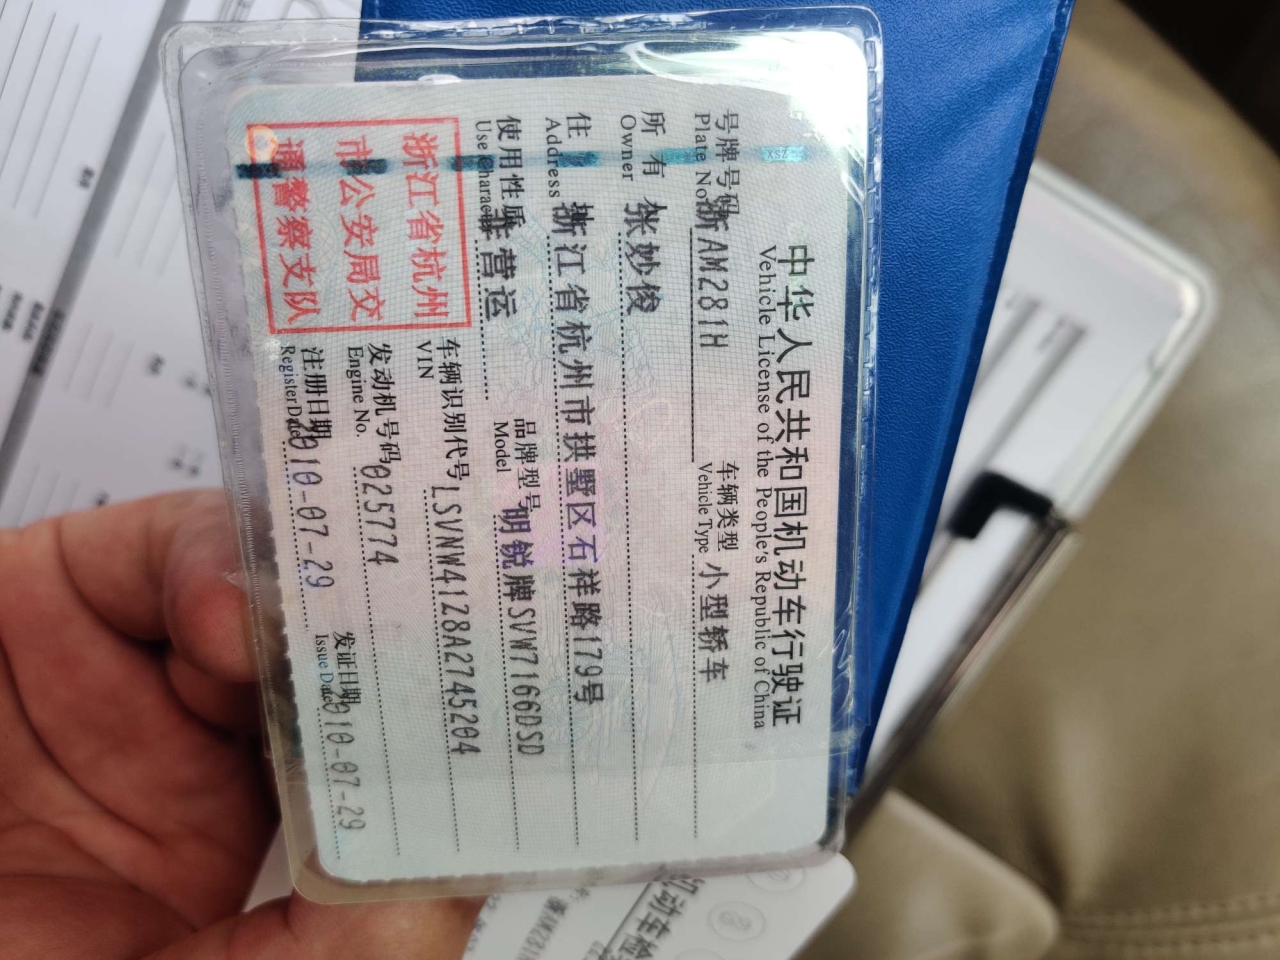 中华人民共和国机动车行驶证
Vehicle License of the People's Republic of China
号牌号码 浙AM281H 车辆类型 小型轿车
Plate No. Vehicle Type
所有 张妙俊
Owner
住 浙江省杭州市拱墅区石祥路179号
Address
使用性质 非营运 品牌型号 明锐牌SVW7166DSD
Use Character Model
浙江省杭州
市公安局交
通警察支队
车辆识别代号 LSVNW4128A2745204
VIN
发动机号码 025774
Engine No.
注册日期 2010-07-29 发证日期 2010-07-29
Register Date Issue Date